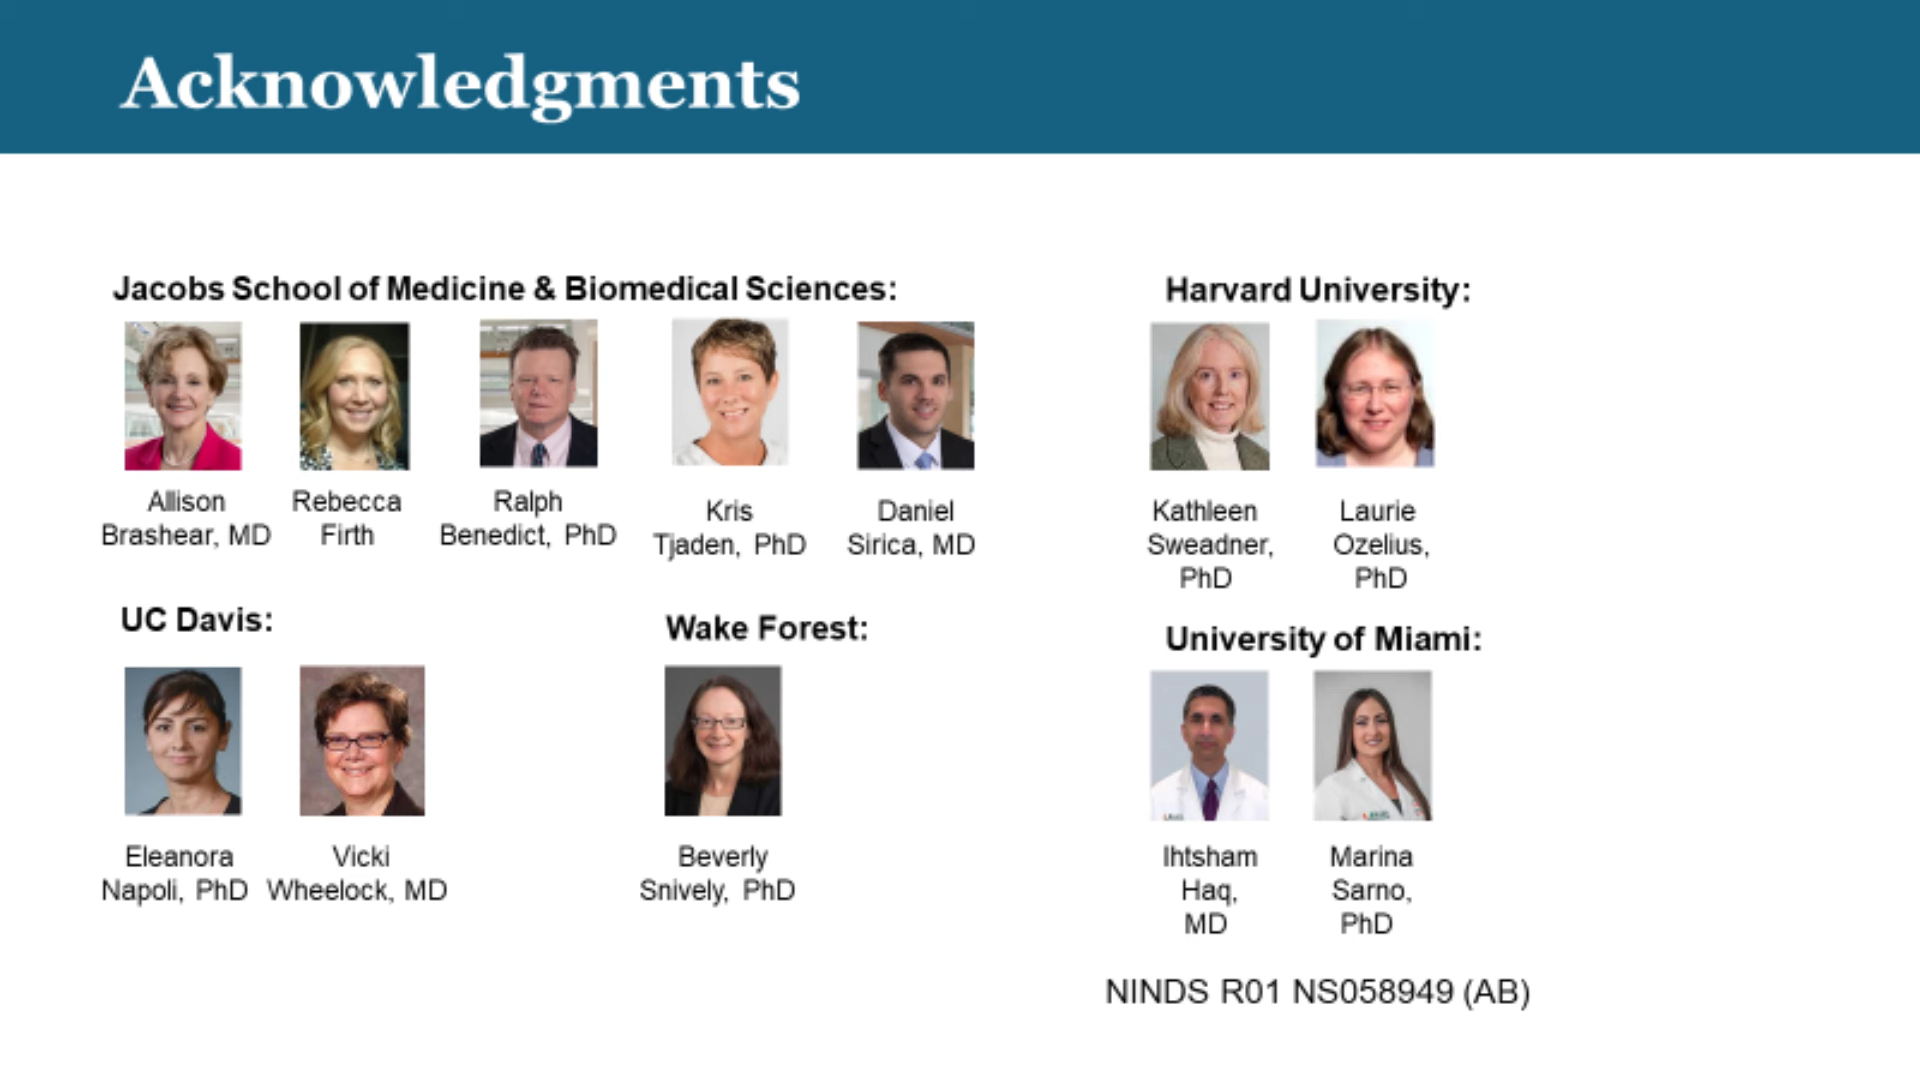 Acknowledgments
Jacobs School of Medicine & Biomedical Sciences:
Allison
Brashear, MD
Rebecca
Firth
Ralph
Benedict, PhD
Kris
Tjaden, PhD
Daniel
Sirica, MD
Harvard University:
Kathleen
Sweadner,
PhD
Laurie
Ozelius,
PhD
UC Davis:
Eleanora
Napoli, PhD
Vicki
Wheelock, MD
Wake Forest:
Beverly
Snively, PhD
University of Miami:
Ihtsham
Haq,
MD
Marina
Sarno,
PhD
NINDS R01 NS058949 (AB)